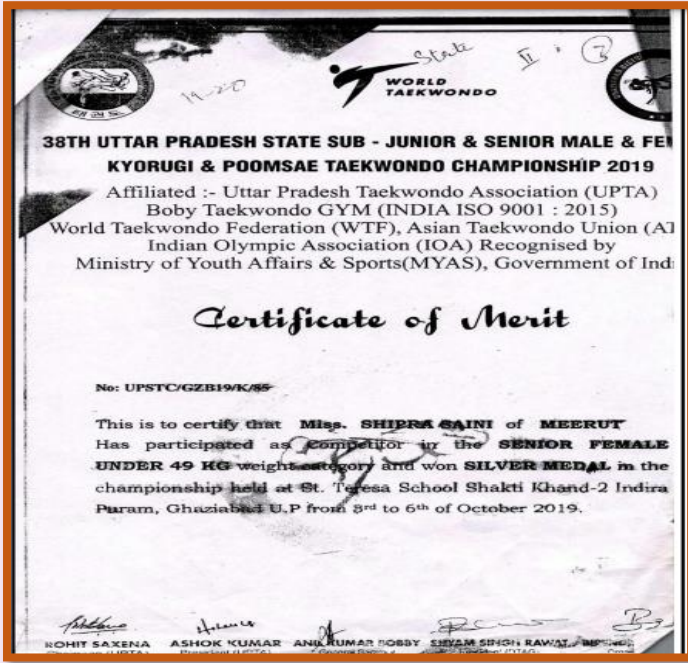 State
II
3
19-20
WORLD
TAEKWONDO
38TH UTTAR PRADESH STATE SUB - JUNIOR & SENIOR MALE & FE
KYORUGI & POOMSAE TAEKWONDO CHAMPIONSHIP 2019
Affiliated :- Uttar Pradesh Taekwondo Association (UPTA)
Boby Taekwondo GYM (INDIA ISO 9001 : 2015)
World Taekwondo Federation (WTF), Asian Taekwondo Union (AT
Indian Olympic Association (IOA) Recognised by
Ministry of Youth Affairs & Sports(MYAS), Government of Ind
Certificate of Merit
No: UPSTC/GZB19/K/85
This is to certify that Miss. SHIPRA SAINI of MEERUT
Has participated as Competitor in the SENIOR FEMALE
UNDER 49 KG weight category and won SILVER MEDAL in the
championship held at St. Teresa School Shakti Khand-2 Indira
Puram, Ghaziabad U.P from 3rd to 6th of October 2019.
ROHIT SAXENA ASHOK KUMAR ANIL KUMAR BOBBY SHYAM SINGH RAWAT